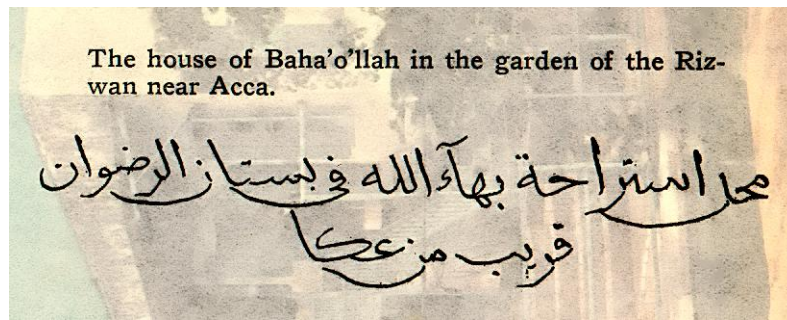 The house of Baha'o'llah in the garden of the Riz-
wan near Acca.
محل استراحة بهآء الله في بستان الرضوان
قريب من عكا